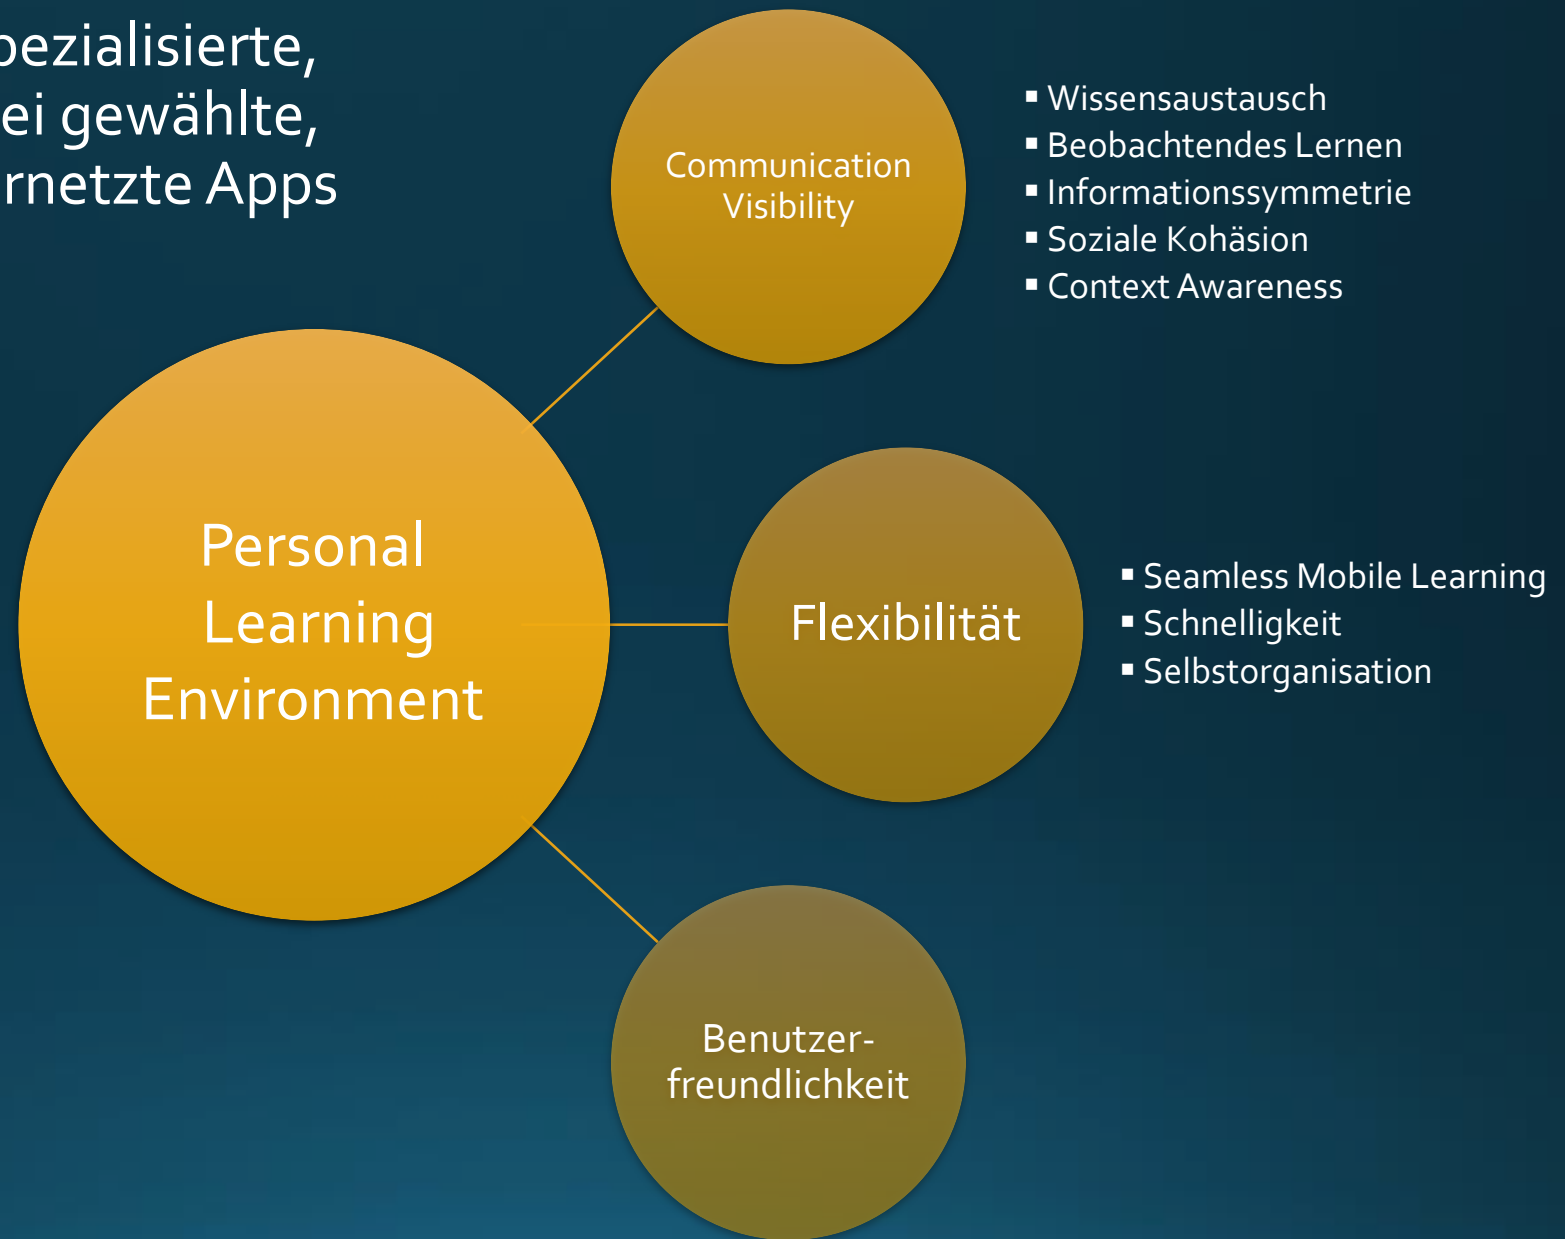 pezialisierte,
ei gewählte,
rnetzte Apps
Communication
Visibility
▪ Wissensaustausch
▪ Beobachtendes Lernen
▪ Informationssymmetrie
▪ Soziale Kohäsion
▪ Context Awareness
Personal
Learning
Environment
Flexibilität
▪ Seamless Mobile Learning
▪ Schnelligkeit
▪ Selbstorganisation
Benutzer-
freundlichkeit